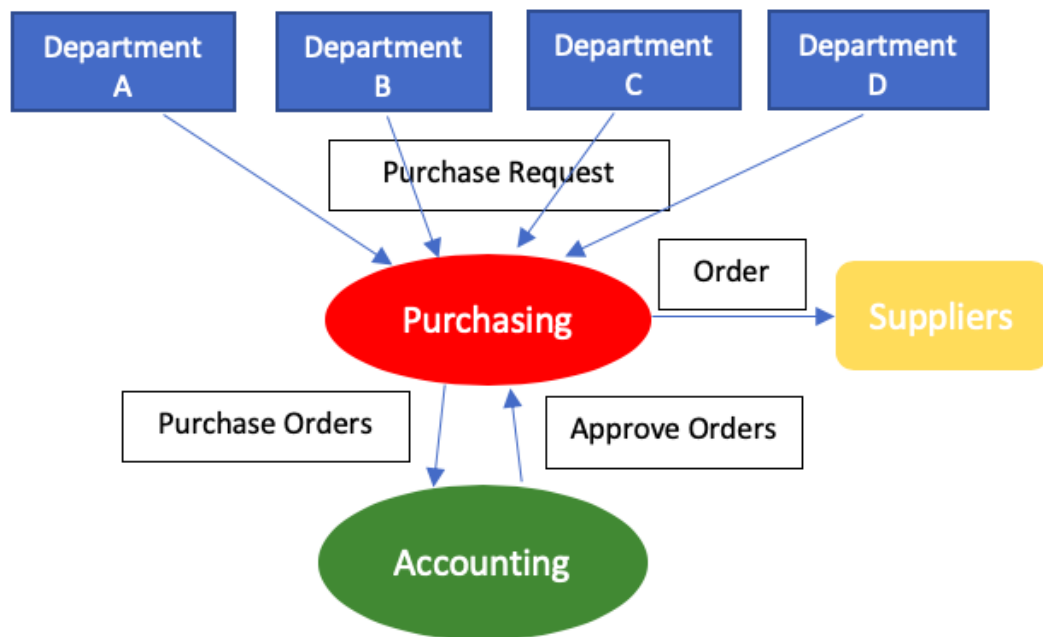 Department
A
Department
B
Department
C
Department
D
Purchase Request
Order
Purchasing
Suppliers
Purchase Orders
Approve Orders
Accounting